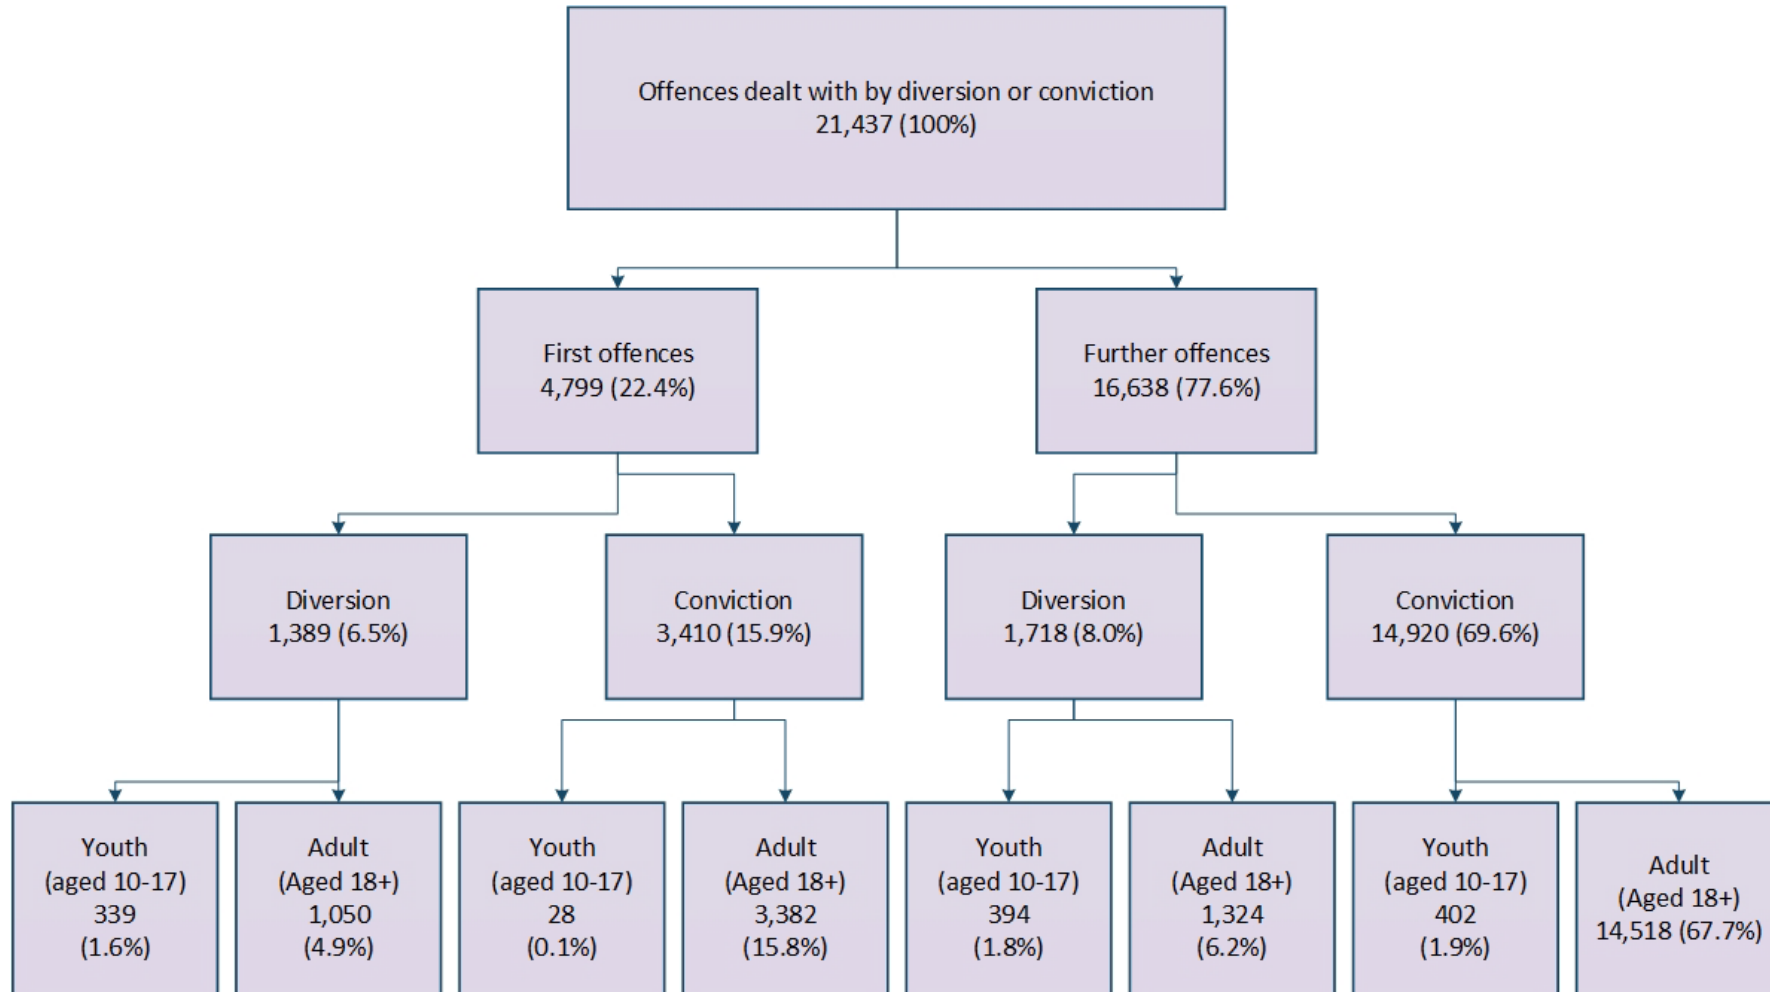 Offences dealt with by diversion or conviction
21,437 (100%)
First offences
4,799 (22.4%)
Further offences
16,638 (77.6%)
Diversion
1,389 (6.5%)
Conviction
3,410 (15.9%)
Diversion
1,718 (8.0%)
Conviction
14,920 (69.6%)
Youth
(aged 10-17)
339
(1.6%)
Adult
(Aged 18+)
1,050
(4.9%)
Youth
(aged 10-17)
28
(0.1%)
Adult
(Aged 18+)
3,382
(15.8%)
Youth
(aged 10-17)
394
(1.8%)
Adult
(Aged 18+)
1,324
(6.2%)
Youth
(aged 10-17)
402
(1.9%)
Adult
(Aged 18+)
14,518 (67.7%)